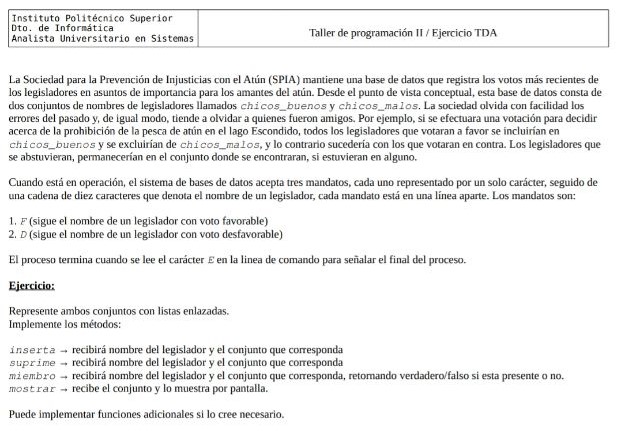 Instituto Politécnico Superior
Dto. de Informática
Analista Universitario en Sistemas
Taller de programación II / Ejercicio TDA
La Sociedad para la Prevención de Injusticias con el Atún (SPIA) mantiene una base de datos que registra los votos más recientes de
los legisladores en asuntos de importancia para los amantes del atún. Desde el punto de vista conceptual, esta base de datos consta de
dos conjuntos de nombres de legisladores llamados chicos_buenos y chicos_malos. La sociedad olvida con facilidad los
errores del pasado y, de igual modo, tiende a olvidar a quienes fueron amigos. Por ejemplo, si se efectuara una votación para decidir
acerca de la prohibición de la pesca de atún en el lago Escondido, todos los legisladores que votaran a favor se incluirían en
chicos_buenos y se excluirían de chicos_malos, y lo contrario sucedería con los que votaran en contra. Los legisladores que
se abstuvieran, permanecerían en el conjunto donde se encontraran, si estuvieran en alguno.
Cuando está en operación, el sistema de bases de datos acepta tres mandatos, cada uno representado por un solo carácter, seguido de
una cadena de diez caracteres que denota el nombre de un legislador, cada mandato está en una línea aparte. Los mandatos son:
1. F (sigue el nombre de un legislador con voto favorable)
2. D (sigue el nombre de un legislador con voto desfavorable)
El proceso termina cuando se lee el carácter E en la linea de comando para señalar el final del proceso.
Ejercicio:
Represente ambos conjuntos con listas enlazadas.
Implemente los métodos:
inserta → recibirá nombre del legislador y el conjunto que corresponda
suprime → recibirá nombre del legislador y el conjunto que corresponda
miembro → recibirá nombre del legislador y el conjunto que corresponda, retornando verdadero/falso si esta presente o no.
mostrar → recibe el conjunto y lo muestra por pantalla.
Puede implementar funciones adicionales si lo cree necesario.